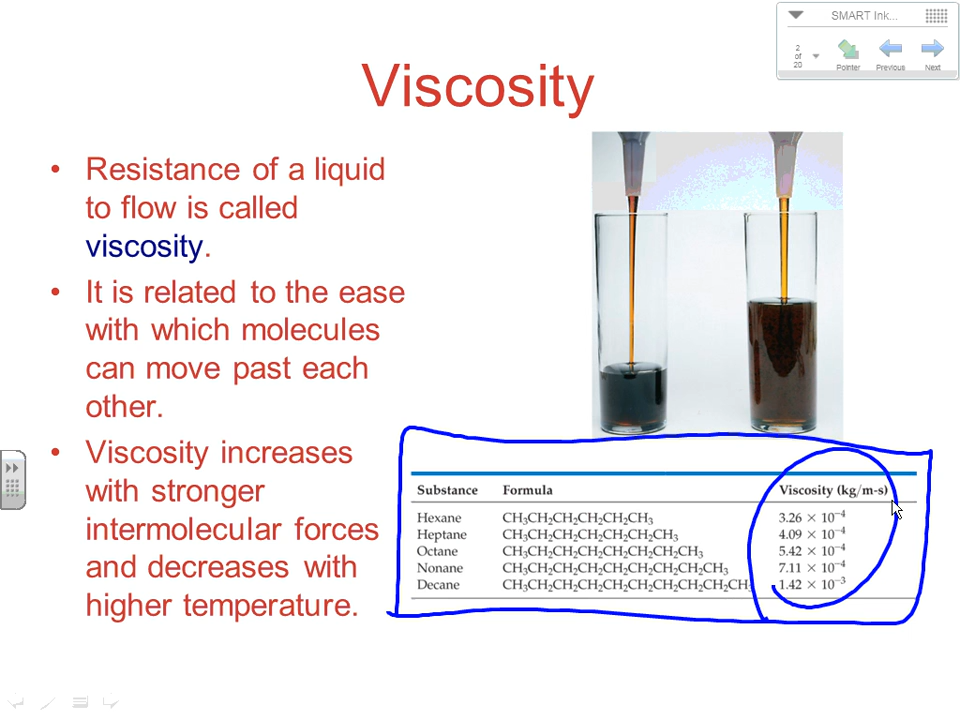 SMART Ink...
2
of
20
Pointer Previous Next
Viscosity
• Resistance of a liquid
to flow is called
viscosity.
• It is related to the ease
with which molecules
can move past each
other.
• Viscosity increases
with stronger
intermolecular forces
and decreases with
higher temperature.
Substance Formula Viscosity (kg/m-s)
Hexane CH₃CH₂CH₂CH₂CH₂CH₃ 3.26 × 10⁻⁴
Heptane CH₃CH₂CH₂CH₂CH₂CH₂CH₃ 4.09 × 10⁻⁴
Octane CH₃CH₂CH₂CH₂CH₂CH₂CH₂CH₃ 5.42 × 10⁻⁴
Nonane CH₃CH₂CH₂CH₂CH₂CH₂CH₂CH₂CH₃ 7.11 × 10⁻⁴
Decane CH₃CH₂CH₂CH₂CH₂CH₂CH₂CH₂CH₂CH₃ 1.42 × 10⁻³